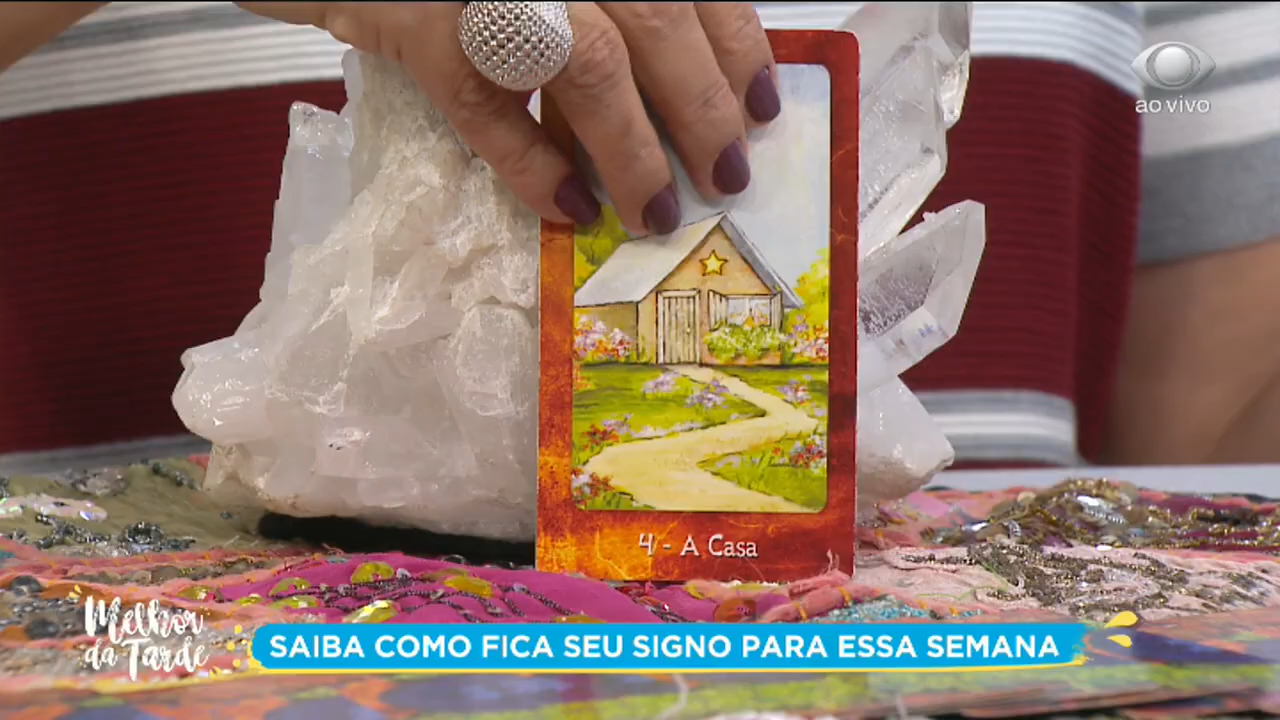 ao vivo
4 - A Casa
Melhor
da Tarde
SAIBA COMO FICA SEU SIGNO PARA ESSA SEMANA